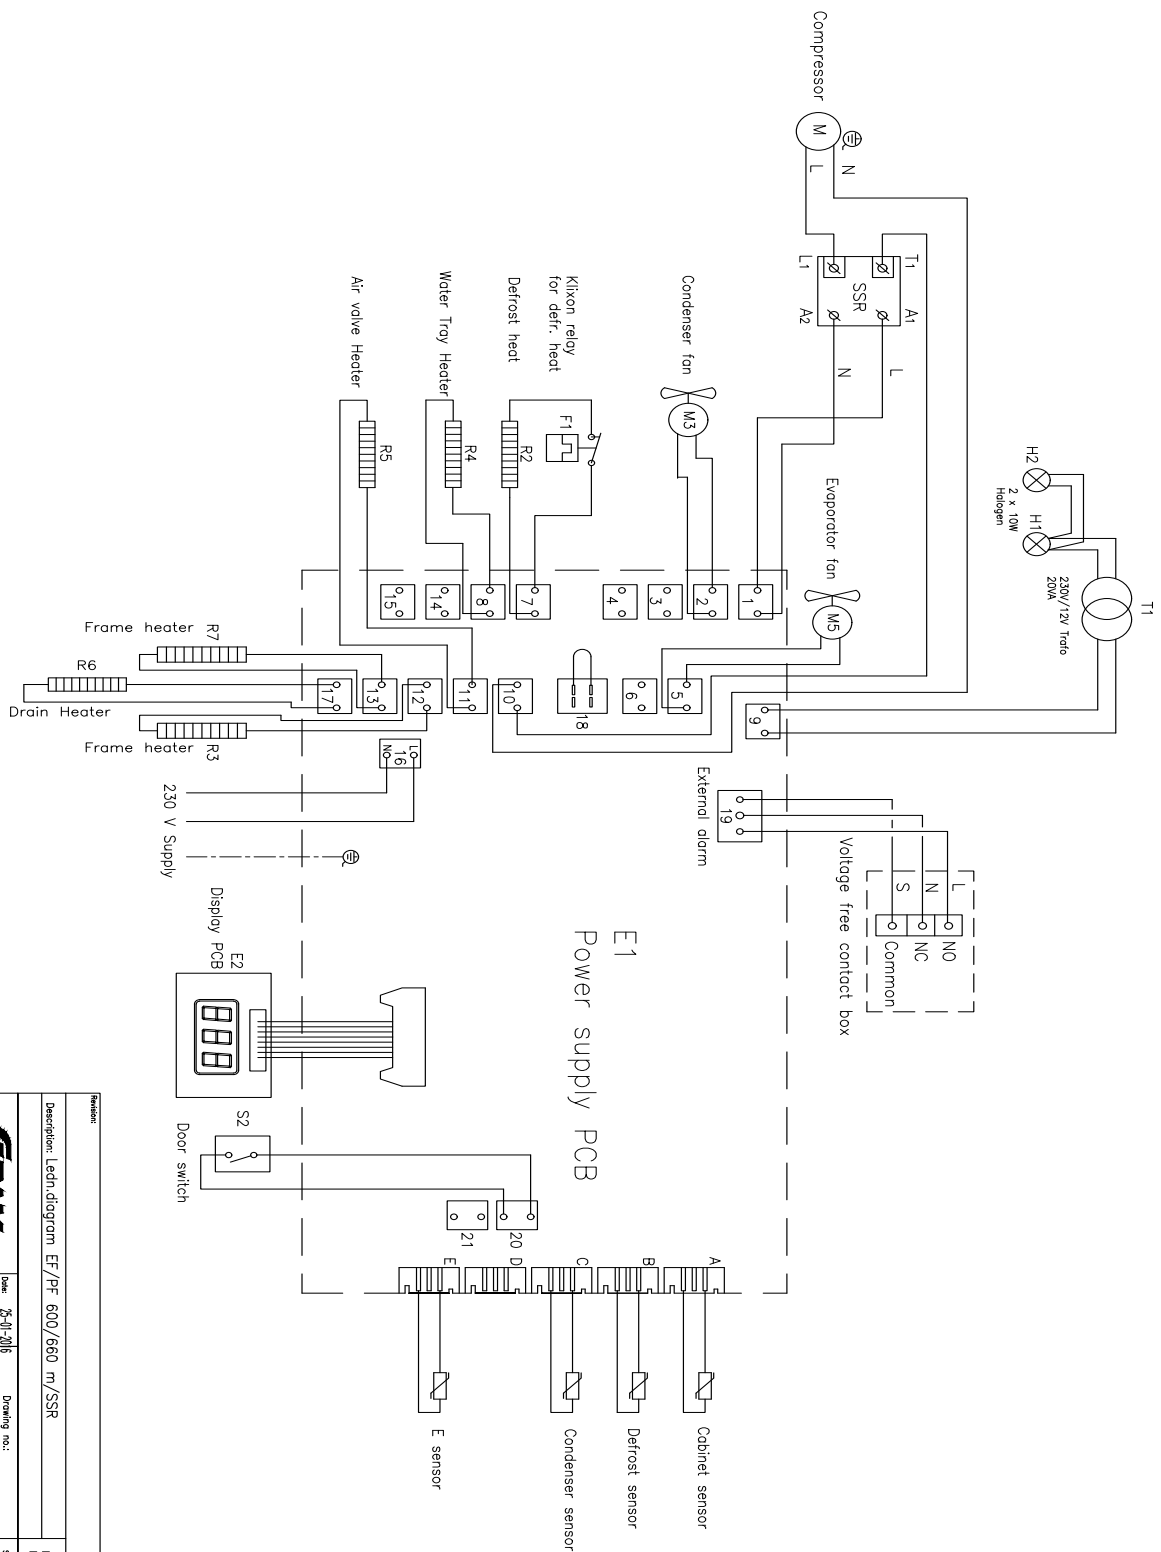 Compressor
M
L
N
L1
T1
SSR
A2
A1
N
L
H2
2 x 10W
Halogen
H1
230V/12V Trafo
20VA
T1
Condenser fan
M3
Evaporator fan
M5
Klixon relay
for defr. heat
Defrost heat
F1
R2
Water Tray Heater
R4
Air valve Heater
R5
1
2
3
4
7
8
14
15
5
6
18
10
11
12
13
17
9
Frame heater
R7
R6
Drain Heater
Frame heater
R3
16
LO
NO
230 V Supply
External alarm
19
Voltage free contact box
L
N
S
NO
NC
Common
E1
Power supply PCB
E2
Display PCB
S2
Door switch
20
21
A
B
C
D
E
Cabinet sensor
Defrost sensor
Condenser sensor
E sensor
Revision:
Description: Ledn.diagram EF/PF 600/660 m/SSR
Date: 25-01-2016
Drawing no.: